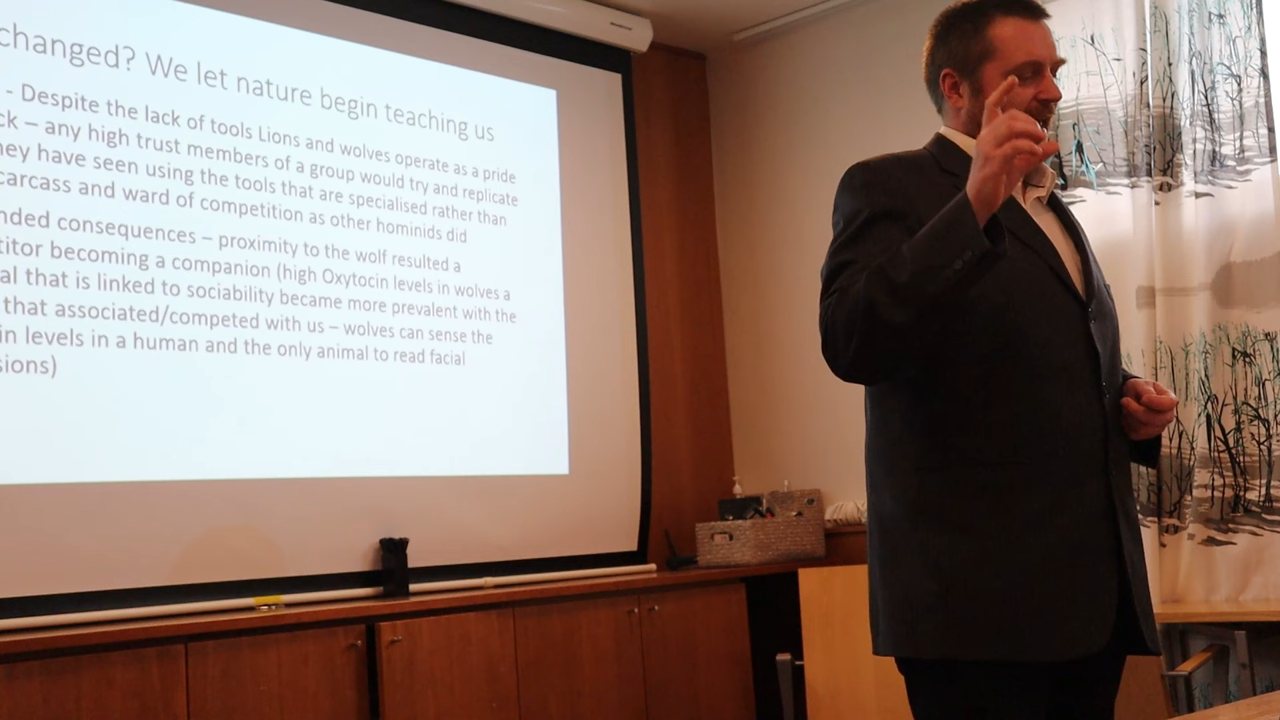 changed? We let nature begin teaching us
- Despite the lack of tools Lions and wolves operate as a pride
ck – any high trust members of a group would try and replicate
hey have seen using the tools that are specialised rather than
carcass and ward of competition as other hominids did
nded consequences – proximity to the wolf resulted a
titor becoming a companion (high Oxytocin levels in wolves a
al that is linked to sociability became more prevalent with the
that associated/competed with us – wolves can sense the
in levels in a human and the only animal to read facial
sions)